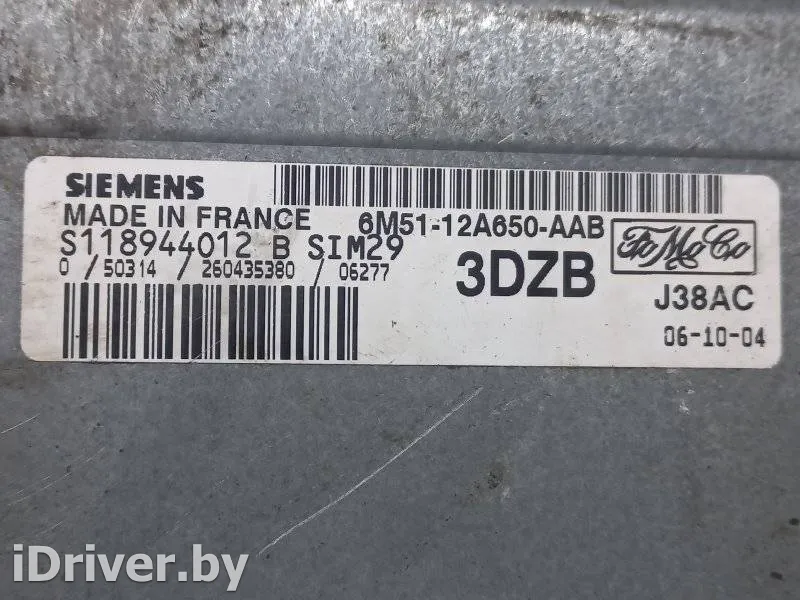 SIEMENS
MADE IN FRANCE 6M51-12A650-AAB
S118944012 B SIM29
0 / 50314 / 260435380 / 06277
3DZB
FoMoCo
J38AC
06-10-04
iDriver.by